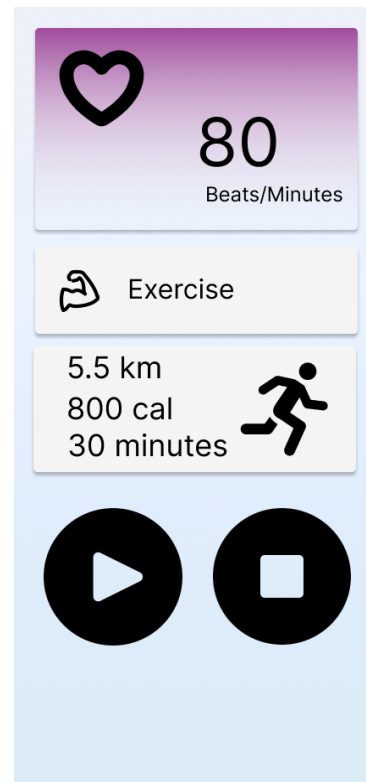 80
Beats/Minutes
Exercise
5.5 km
800 cal
30 minutes